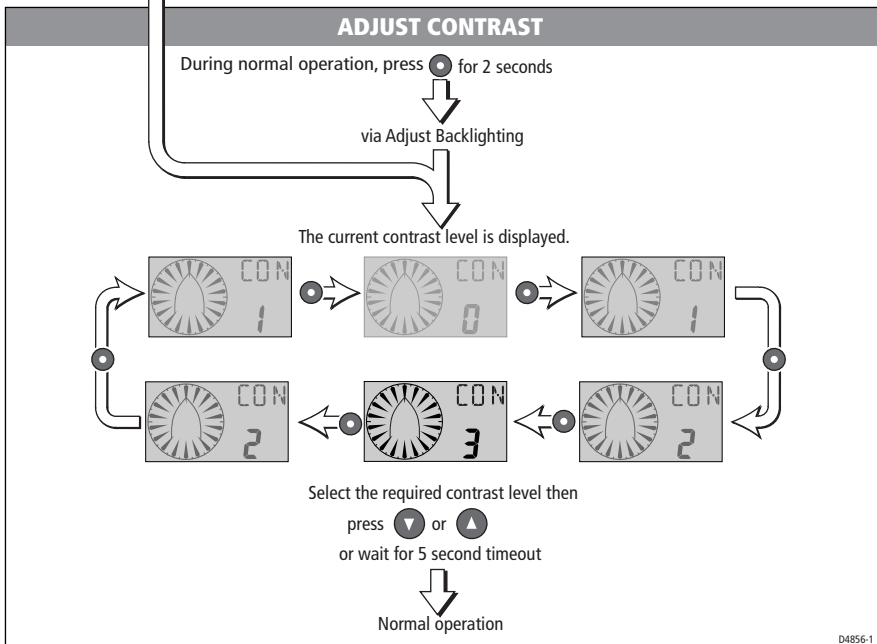 ADJUST CONTRAST
During normal operation, press for 2 seconds
via Adjust Backlighting
The current contrast level is displayed.
CON
1
CON
0
CON
1
CON
2
CON
3
CON
2
Select the required contrast level then
press or
or wait for 5 second timeout
Normal operation
D4856-1